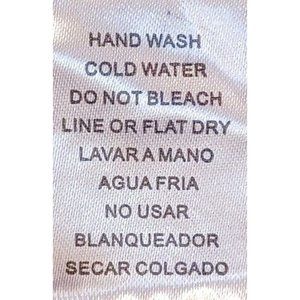 HAND WASH
COLD WATER
DO NOT BLEACH
LINE OR FLAT DRY
LAVAR A MANO
AGUA FRIA
NO USAR
BLANQUEADOR
SECAR COLGADO